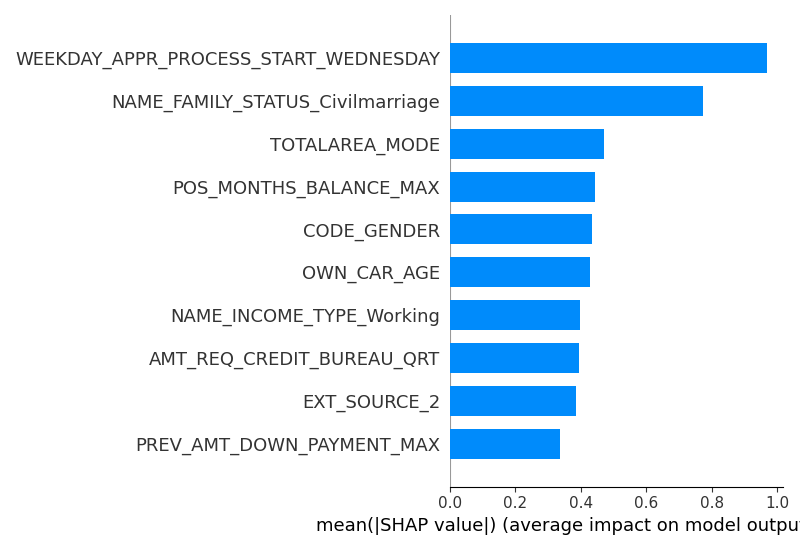 WEEKDAY_APPR_PROCESS_START_WEDNESDAY
NAME_FAMILY_STATUS_Civilmarriage
TOTALAREA_MODE
POS_MONTHS_BALANCE_MAX
CODE_GENDER
OWN_CAR_AGE
NAME_INCOME_TYPE_Working
AMT_REQ_CREDIT_BUREAU_QRT
EXT_SOURCE_2
PREV_AMT_DOWN_PAYMENT_MAX
0.0 0.2 0.4 0.6 0.8 1.0
mean(|SHAP value|) (average impact on model outpu